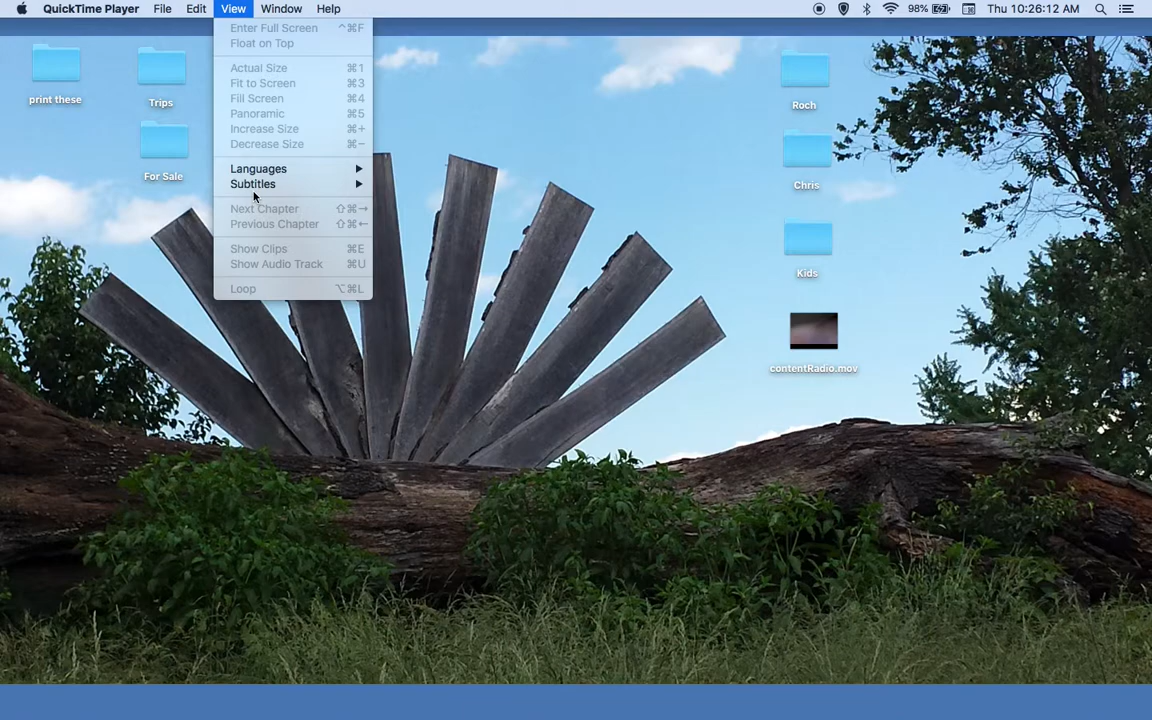 QuickTime Player File Edit View Window Help 98% Thu 10:26:12 AM
Enter Full Screen ^⌘F
Float on Top
Actual Size ⌘1
Fit to Screen ⌘3
Fill Screen ⌘4
Panoramic ⌘5
Increase Size ⌘+
Decrease Size ⌘−
Languages
Subtitles
Next Chapter ⇧⌘→
Previous Chapter ⇧⌘←
Show Clips ⌘E
Show Audio Track ⌘U
Loop ⌥⌘L
print these
Trips
For Sale
Roch
Chris
Kids
contentRadio.mov